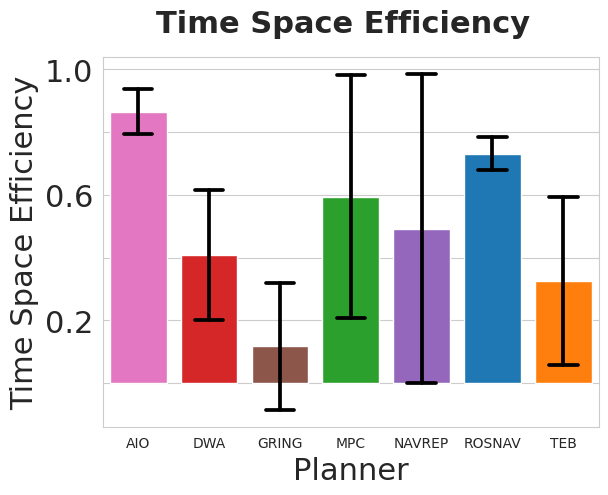 Time Space Efficiency
Time Space Efficiency
1.0
0.6
0.2
AIO DWA GRING MPC NAVREP ROSNAV TEB
Planner